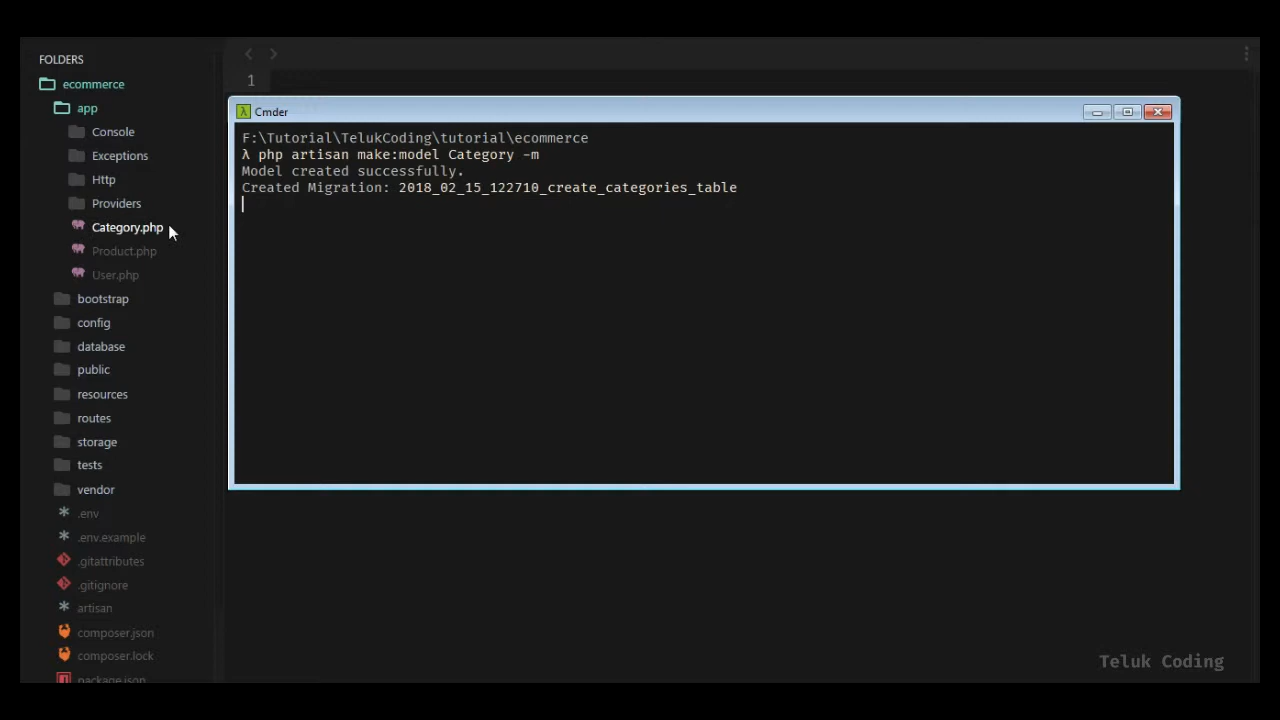 FOLDERS
ecommerce
app
Console
Exceptions
Http
Providers
Category.php
Product.php
User.php
bootstrap
config
database
public
resources
routes
storage
tests
vendor
.env
.env.example
.gitattributes
.gitignore
artisan
composer.json
composer.lock
package.json
1
Cmder
F:\Tutorial\TelukCoding\tutorial\ecommerce
λ php artisan make:model Category -m
Model created successfully.
Created Migration: 2018_02_15_122710_create_categories_table
Teluk Coding